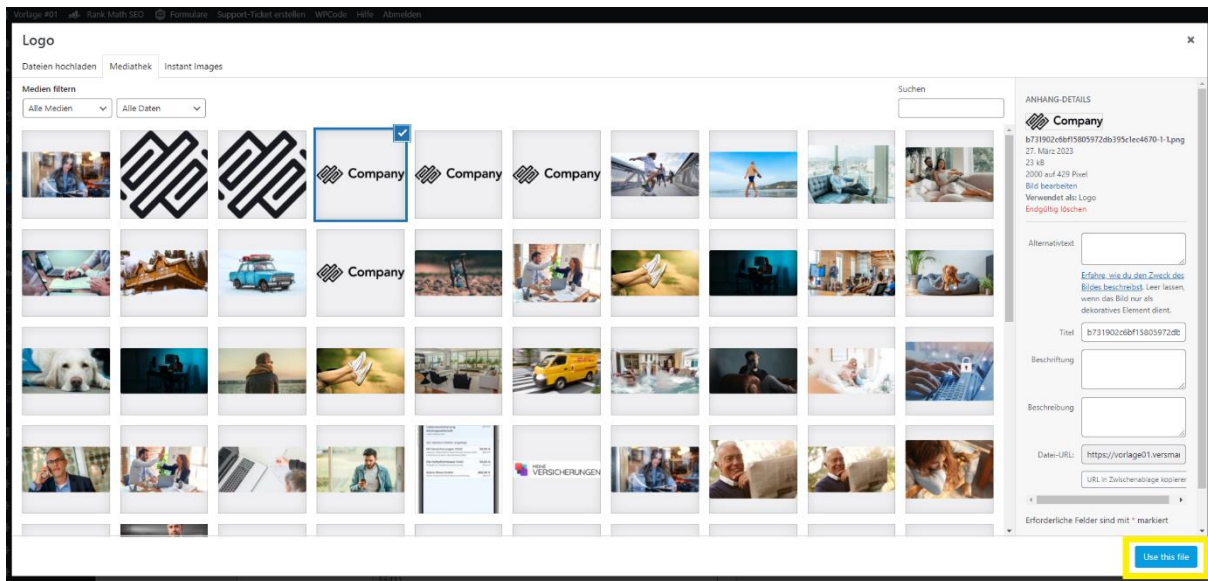 Vorlage #01 Rank Math SEO Formulare Support-Ticket erstellen WPCode Hilfe Abmelden
Logo
Dateien hochladen Mediathek Instant Images
Medien filtern
Alle Medien Alle Daten
Suchen
Company Company Company
Company
MEINE
VERSICHERUNGEN
ANHANG-DETAILS
Company
b731902c6bf15805972db395c1ec4670-1-1.png
27. März 2023
23 kB
2000 auf 429 Pixel
Bild bearbeiten
Verwendet als: Logo
Endgültig löschen
Alternativtext
Erfahre, wie du den Zweck des
Bildes beschreibst. Leer lassen,
wenn das Bild nur als
dekoratives Element dient.
Titel b731902c6bf15805972db
Beschriftung
Beschreibung
Datei-URL: https://vorlage01.versmar
URL in Zwischenablage kopieren
Erforderliche Felder sind mit * markiert
Use this file